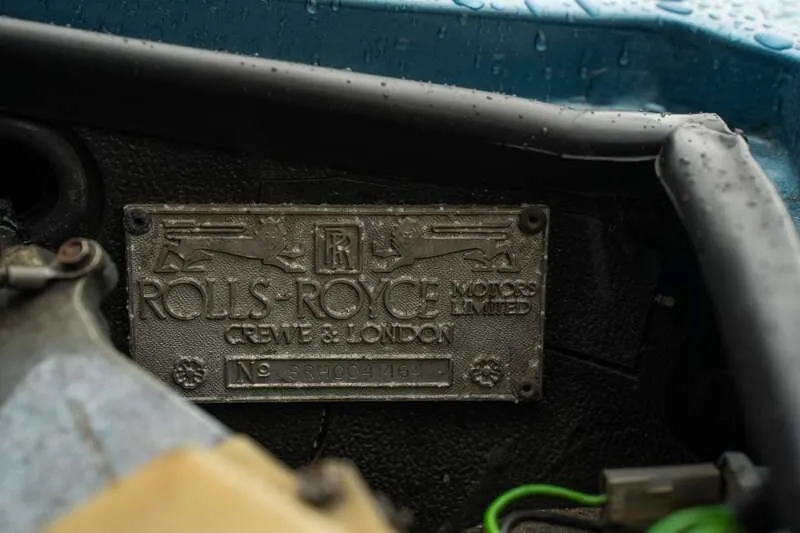 RR
ROLLS-ROYCE MOTORS LIMITED
CREWE & LONDON
Nº